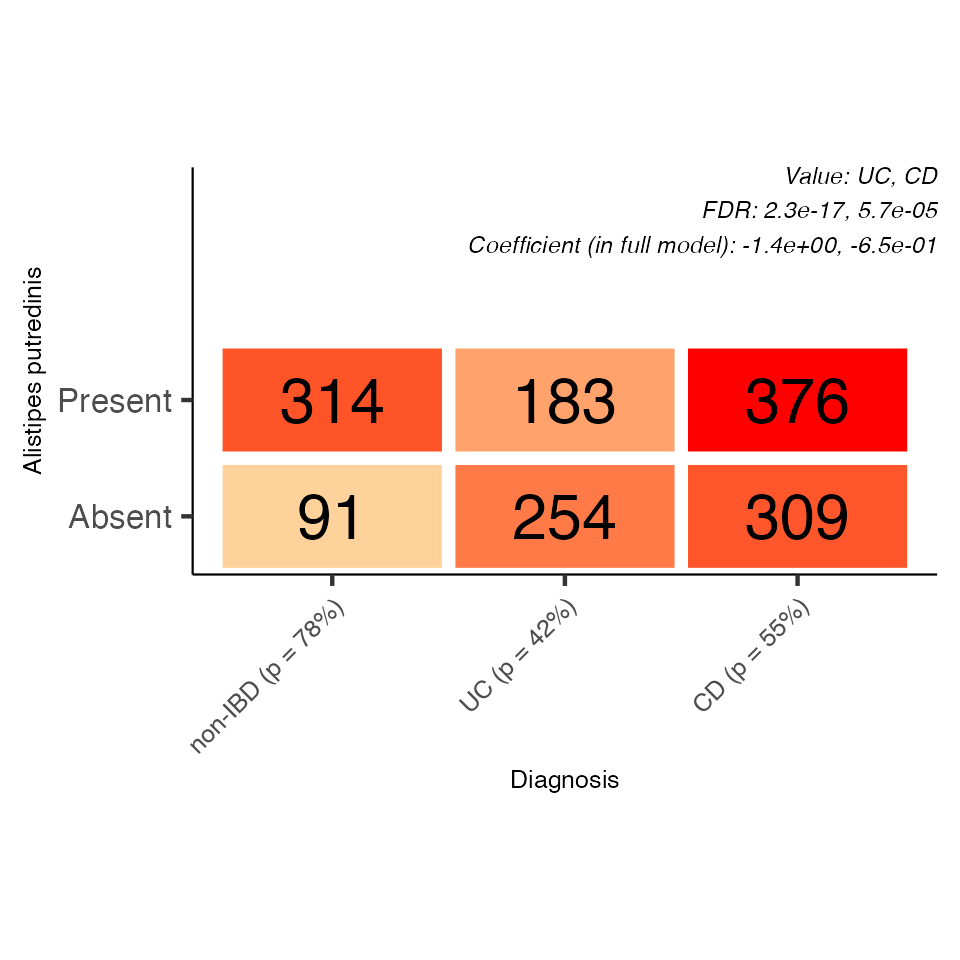 Value: UC, CD
FDR: 2.3e-17, 5.7e-05
Coefficient (in full model): -1.4e+00, -6.5e-01
Alistipes putredinis
Present
314
183
376
Absent
91
254
309
non-IBD (p = 78%)
UC (p = 42%)
CD (p = 55%)
Diagnosis